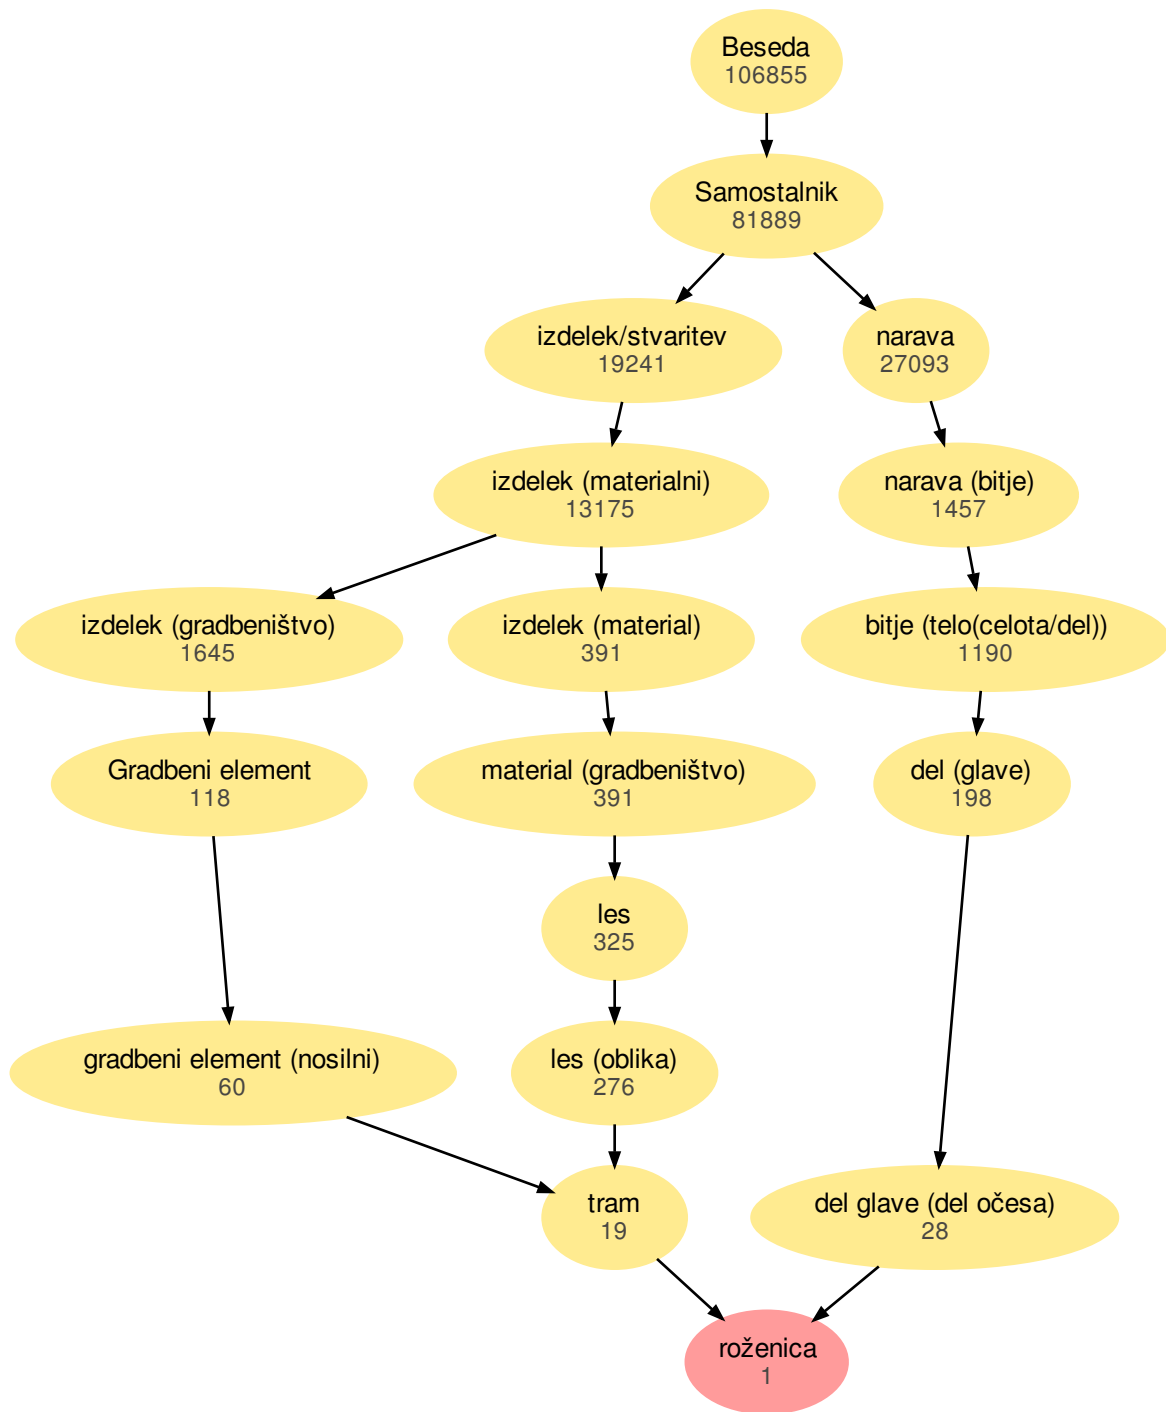 Beseda
106855
Samostalnik
81889
izdelek/stvaritev
19241
narava
27093
izdelek (materialni)
13175
narava (bitje)
1457
izdelek (gradbeništvo)
1645
izdelek (material)
391
bitje (telo(celota/del))
1190
Gradbeni element
118
material (gradbeništvo)
391
del (glave)
198
les
325
gradbeni element (nosilni)
60
les (oblika)
276
tram
19
del glave (del očesa)
28
roženica
1